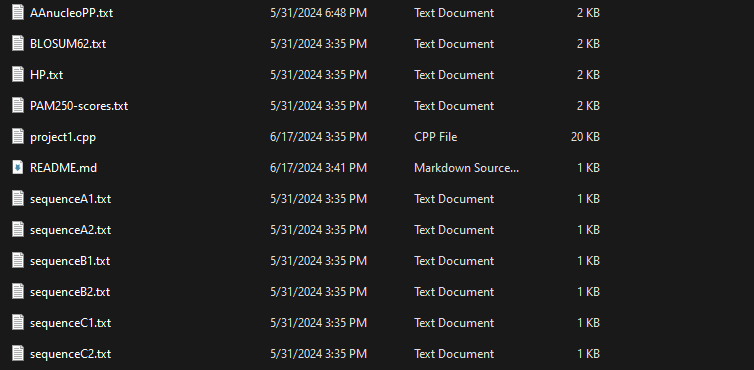 AAnucleoPP.txt 5/31/2024 6:48 PM Text Document 2 KB
BLOSUM62.txt 5/31/2024 3:35 PM Text Document 2 KB
HP.txt 5/31/2024 3:35 PM Text Document 2 KB
PAM250-scores.txt 5/31/2024 3:35 PM Text Document 2 KB
project1.cpp 6/17/2024 3:35 PM CPP File 20 KB
README.md 6/17/2024 3:41 PM Markdown Source... 1 KB
sequenceA1.txt 5/31/2024 3:35 PM Text Document 1 KB
sequenceA2.txt 5/31/2024 3:35 PM Text Document 1 KB
sequenceB1.txt 5/31/2024 3:35 PM Text Document 1 KB
sequenceB2.txt 5/31/2024 3:35 PM Text Document 1 KB
sequenceC1.txt 5/31/2024 3:35 PM Text Document 1 KB
sequenceC2.txt 5/31/2024 3:35 PM Text Document 1 KB